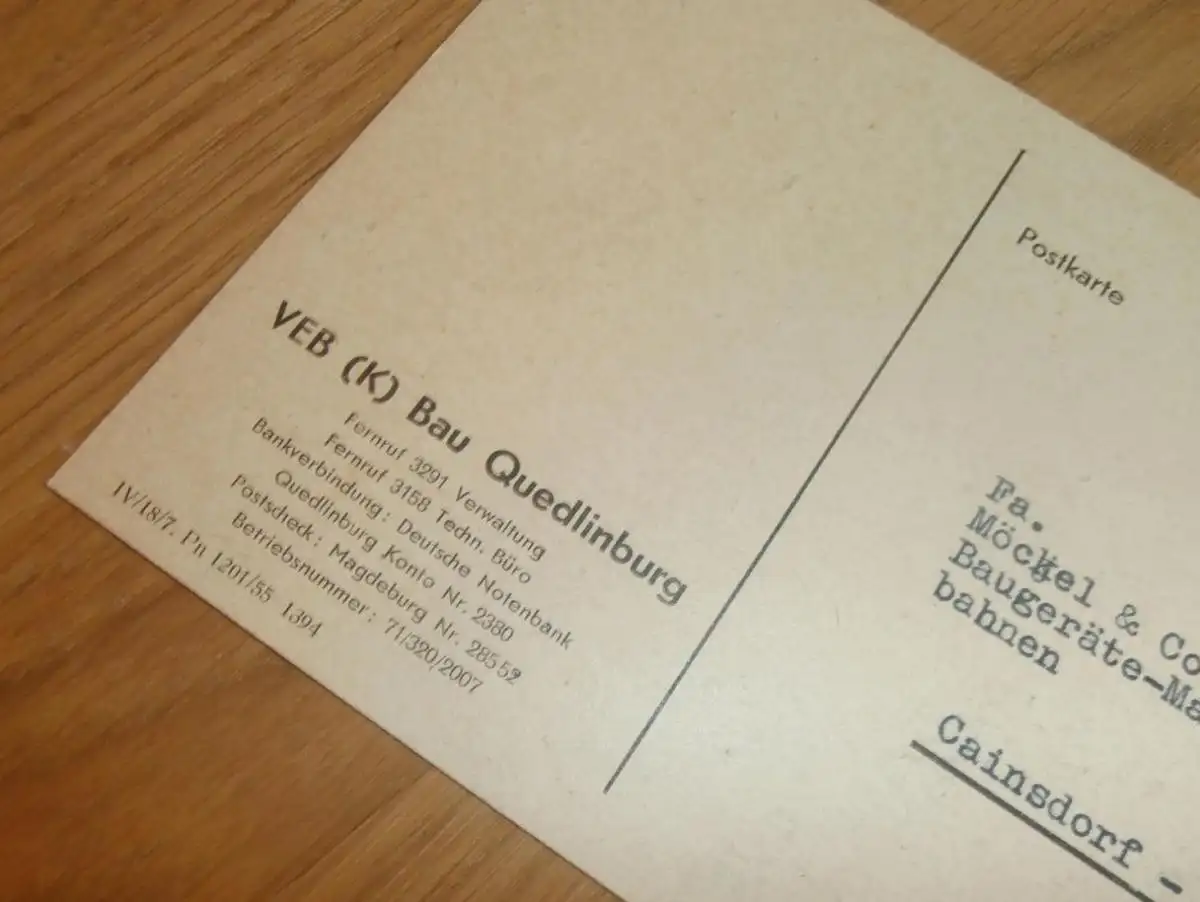 VEB (K) Bau Quedlinburg
Fernruf 3291 Verwaltung
Fernruf 3158 Techn. Büro
Bankverbindung: Deutsche Notenbank
Quedlinburg Konto Nr. 2380
Postscheck: Magdeburg Nr. 28552
Betriebsnummer: 71/320/2007
IV/18/7. Pn 1201/55 1394
Postkarte
Fa.
Möckel & Co
Baugeräte-Ma
bahnen
Cainsdorf -